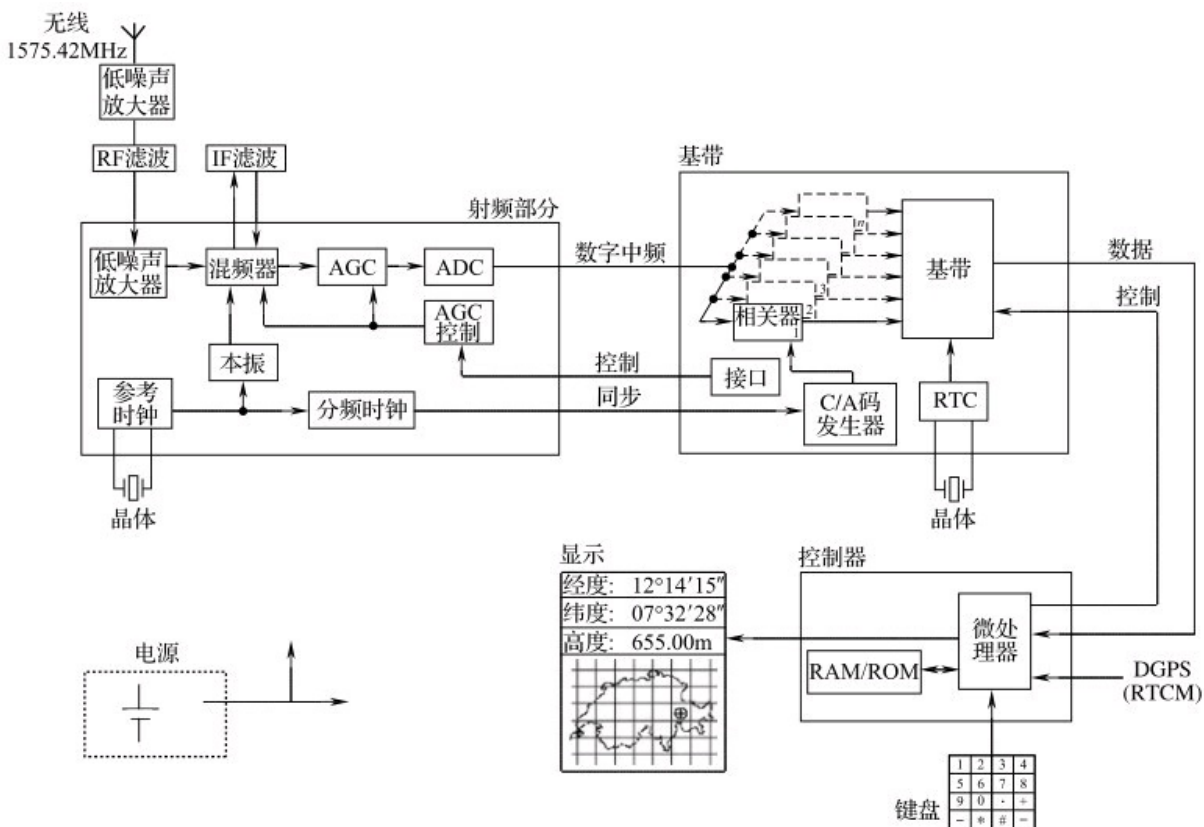 无线
1575.42MHz
低噪声
放大器
RF滤波
IF滤波
射频部分
低噪声
放大器
混频器
AGC
ADC
AGC
控制
本振
参考
时钟
分频时钟
晶体
数字中频
控制
同步
基带
n
3
2
相关器
1
基带
接口
C/A码
发生器
RTC
晶体
数据
控制
显示
经度: 12°14′15″
纬度: 07°32′28″
高度: 655.00m
控制器
微处
理器
RAM/ROM
DGPS
(RTCM)
电源
键盘
1 2 3 4
5 6 7 8
9 0 · +
− * # =